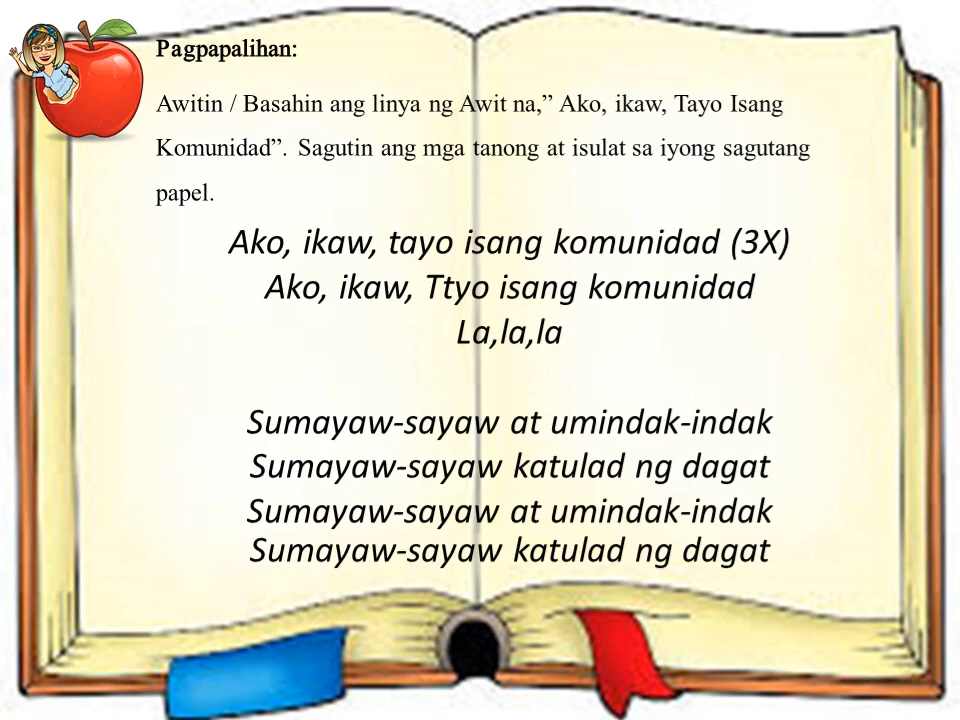 Pagpapalihan:
Awitin / Basahin ang linya ng Awit na,” Ako, ikaw, Tayo Isang
Komunidad”. Sagutin ang mga tanong at isulat sa iyong sagutang
papel.
Ako, ikaw, tayo isang komunidad (3X)
Ako, ikaw, Ttyo isang komunidad
La,la,la
Sumayaw-sayaw at umindak-indak
Sumayaw-sayaw katulad ng dagat
Sumayaw-sayaw at umindak-indak
Sumayaw-sayaw katulad ng dagat